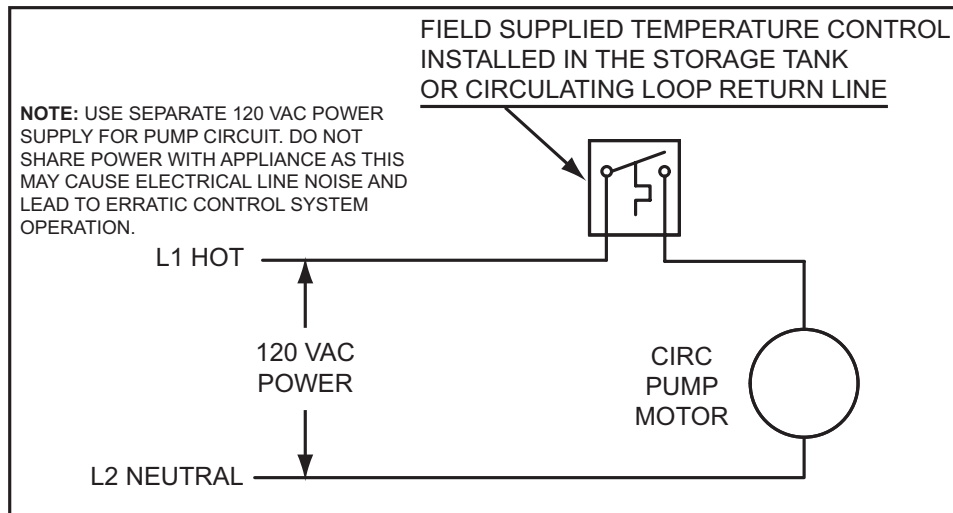 FIELD SUPPLIED TEMPERATURE CONTROL
INSTALLED IN THE STORAGE TANK
OR CIRCULATING LOOP RETURN LINE
NOTE: USE SEPARATE 120 VAC POWER
SUPPLY FOR PUMP CIRCUIT. DO NOT
SHARE POWER WITH APPLIANCE AS THIS
MAY CAUSE ELECTRICAL LINE NOISE AND
LEAD TO ERRATIC CONTROL SYSTEM
OPERATION.
L1 HOT
120 VAC
POWER
CIRC
PUMP
MOTOR
L2 NEUTRAL